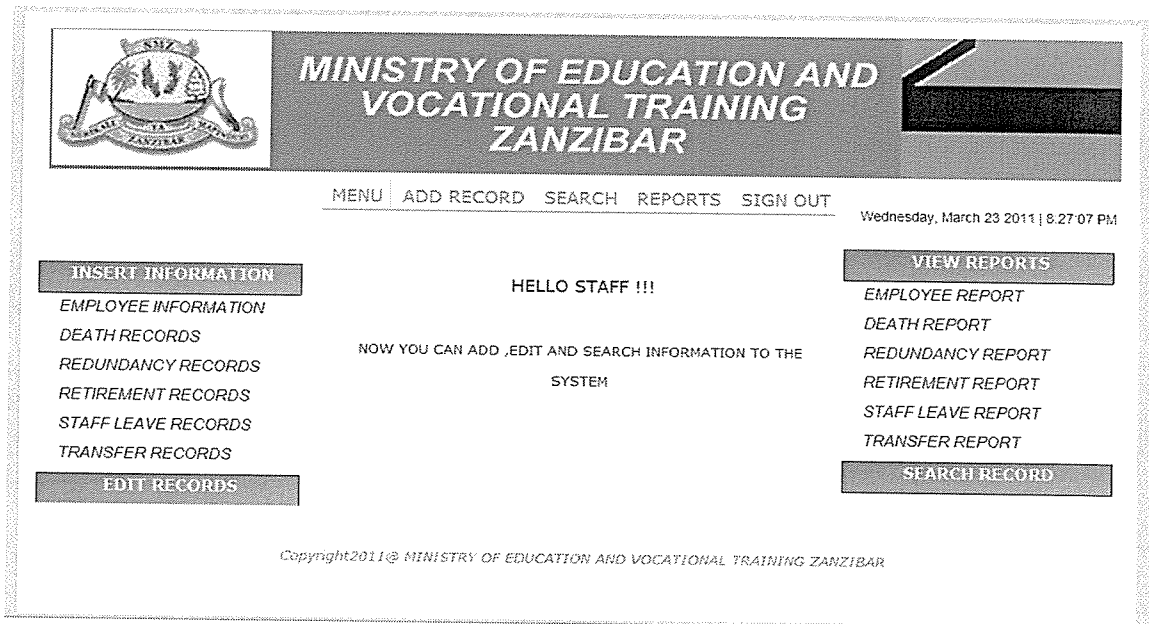 SMZ
ZANZIBAR
MINISTRY OF EDUCATION AND
VOCATIONAL TRAINING
ZANZIBAR
MENU ADD RECORD SEARCH REPORTS SIGN OUT
Wednesday, March 23 2011 | 8:27:07 PM
INSERT INFORMATION
EMPLOYEE INFORMATION
DEATH RECORDS
REDUNDANCY RECORDS
RETIREMENT RECORDS
STAFF LEAVE RECORDS
TRANSFER RECORDS
EDIT RECORDS
HELLO STAFF !!!
NOW YOU CAN ADD ,EDIT AND SEARCH INFORMATION TO THE
SYSTEM
VIEW REPORTS
EMPLOYEE REPORT
DEATH REPORT
REDUNDANCY REPORT
RETIREMENT REPORT
STAFF LEAVE REPORT
TRANSFER REPORT
SEARCH RECORD
Copyright2011@ MINISTRY OF EDUCATION AND VOCATIONAL TRAINING ZANZIBAR